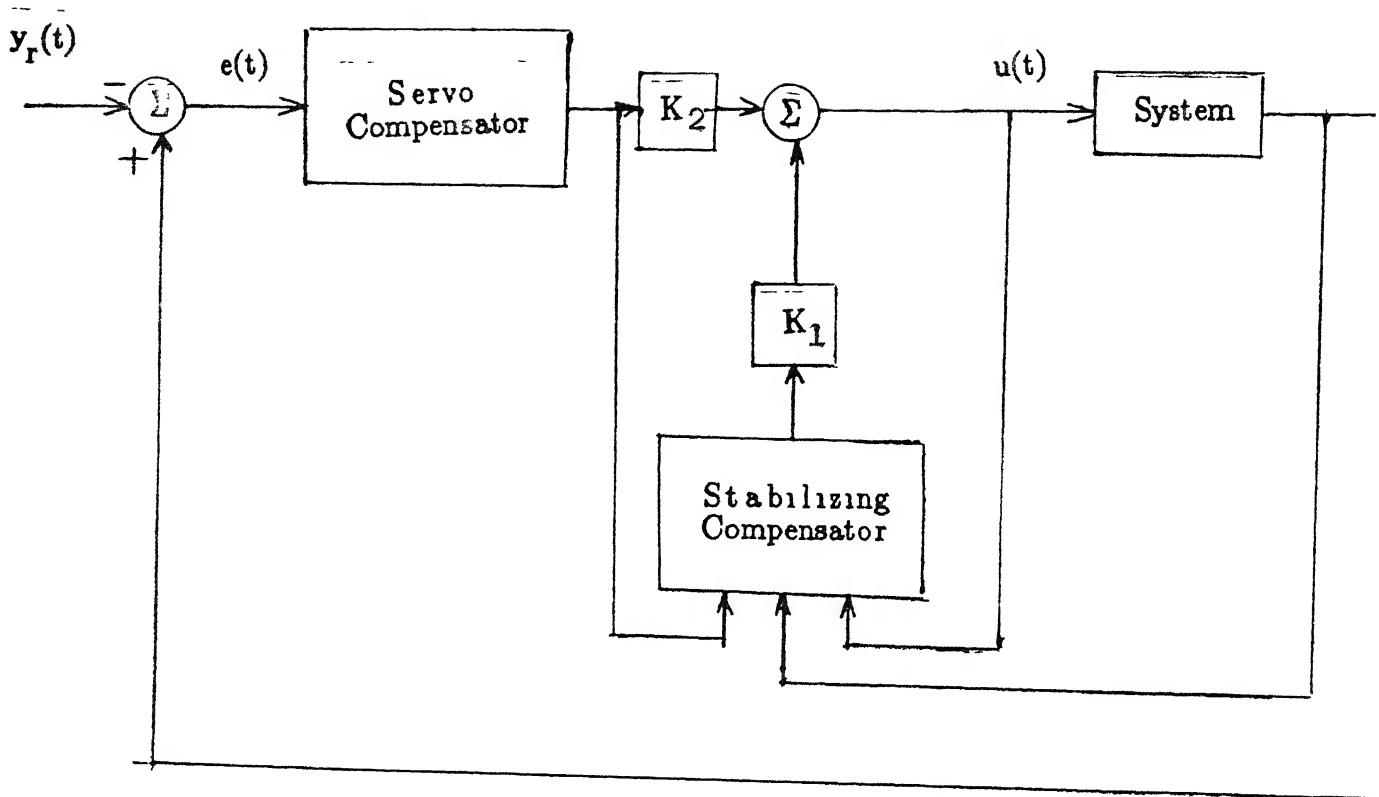 y_r(t)
e(t)
Servo
Compensator
K_2
Σ
Σ
u(t)
System
−
+
K_1
Stabilizing
Compensator